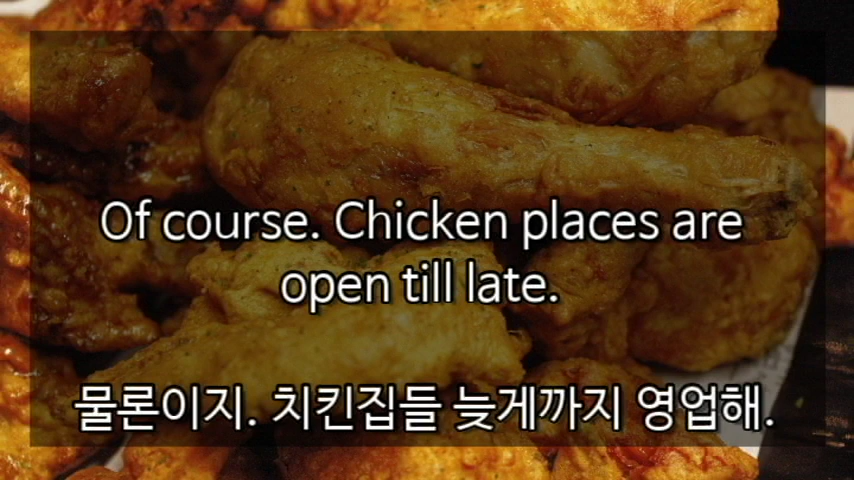 Of course. Chicken places are
open till late.
물론이지. 치킨집들 늦게까지 영업해.